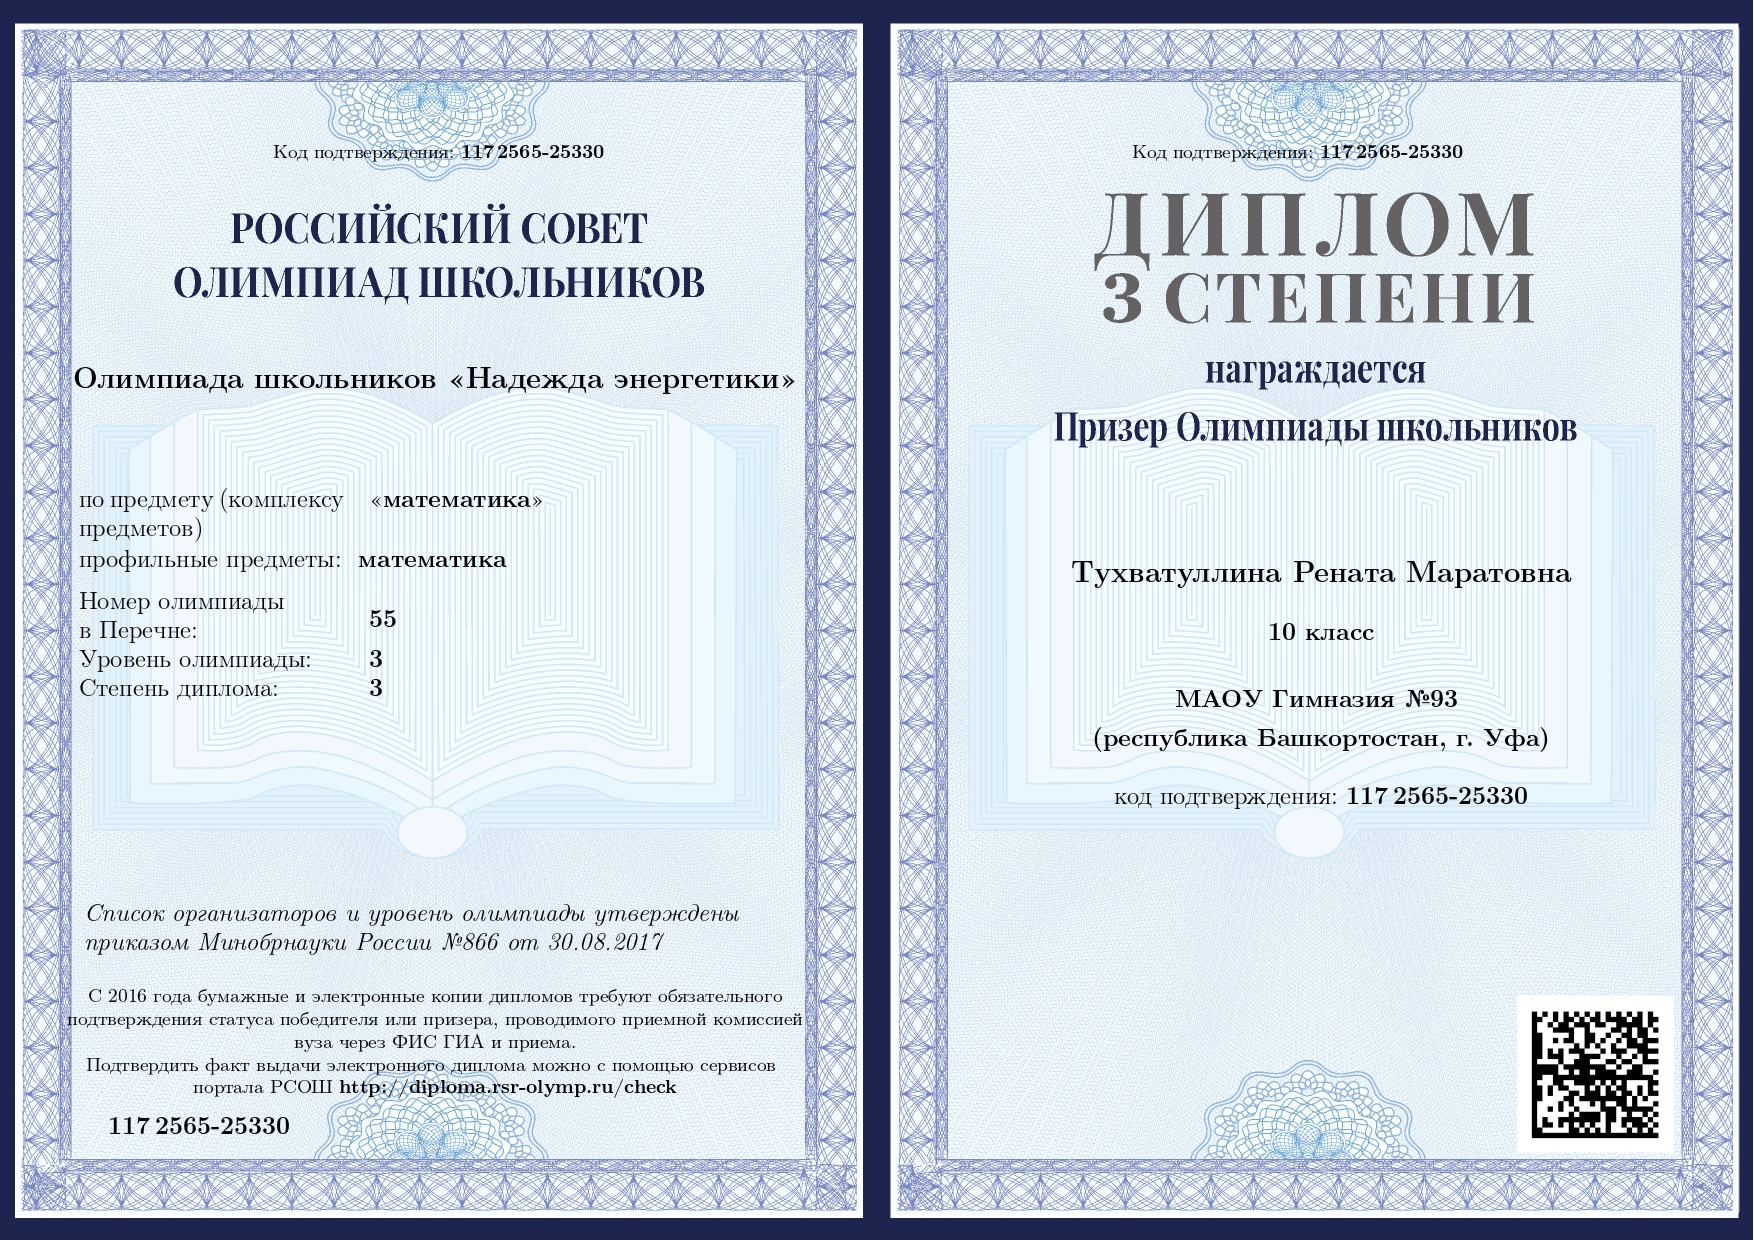 Код подтверждения: 117 2565-25330
РОССИЙСКИЙ СОВЕТ
ОЛИМПИАД ШКОЛЬНИКОВ
Олимпиада школьников «Надежда энергетики»
по предмету (комплексу «математика»
предметов)
профильные предметы: математика
Номер олимпиады
в Перечне: 55
Уровень олимпиады: 3
Степень диплома: 3
Список организаторов и уровень олимпиады утверждены
приказом Минобрнауки России №866 от 30.08.2017
С 2016 года бумажные и электронные копии дипломов требуют обязательного
подтверждения статуса победителя или призера, проводимого приемной комиссией
вуза через ФИС ГИА и приема.
Подтвердить факт выдачи электронного диплома можно с помощью сервисов
портала РСОШ http://diploma.rsr-olymp.ru/check
117 2565-25330
Код подтверждения: 117 2565-25330
ДИПЛОМ
3 СТЕПЕНИ
награждается
Призер Олимпиады школьников
Тухватуллина Рената Маратовна
10 класс
МАОУ Гимназия №93
(республика Башкортостан, г. Уфа)
код подтверждения: 117 2565-25330